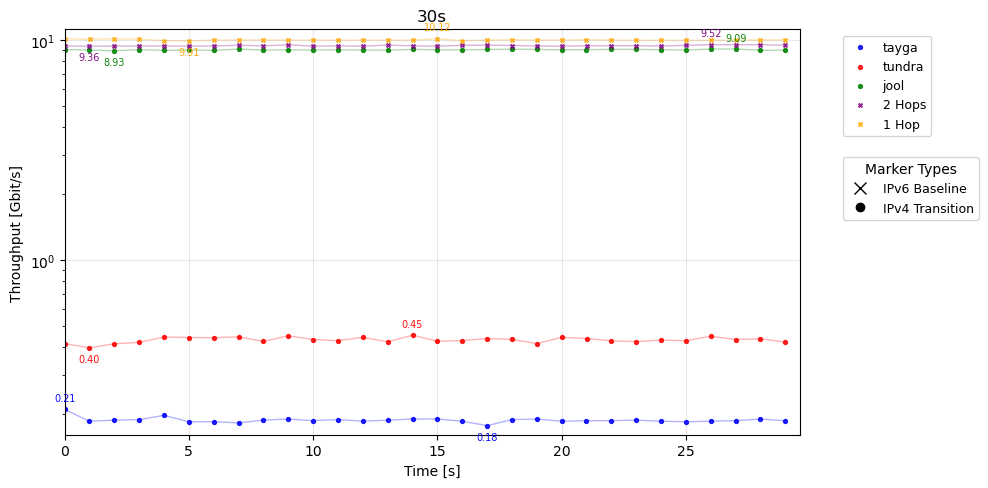 30s
10.12
9.91
9.36
8.93
9.52
9.09
10¹
10⁰
Throughput [Gbit/s]
0.45
0.40
0.21
0.18
0 5 10 15 20 25
Time [s]
tayga
tundra
jool
2 Hops
1 Hop
Marker Types
IPv6 Baseline
IPv4 Transition